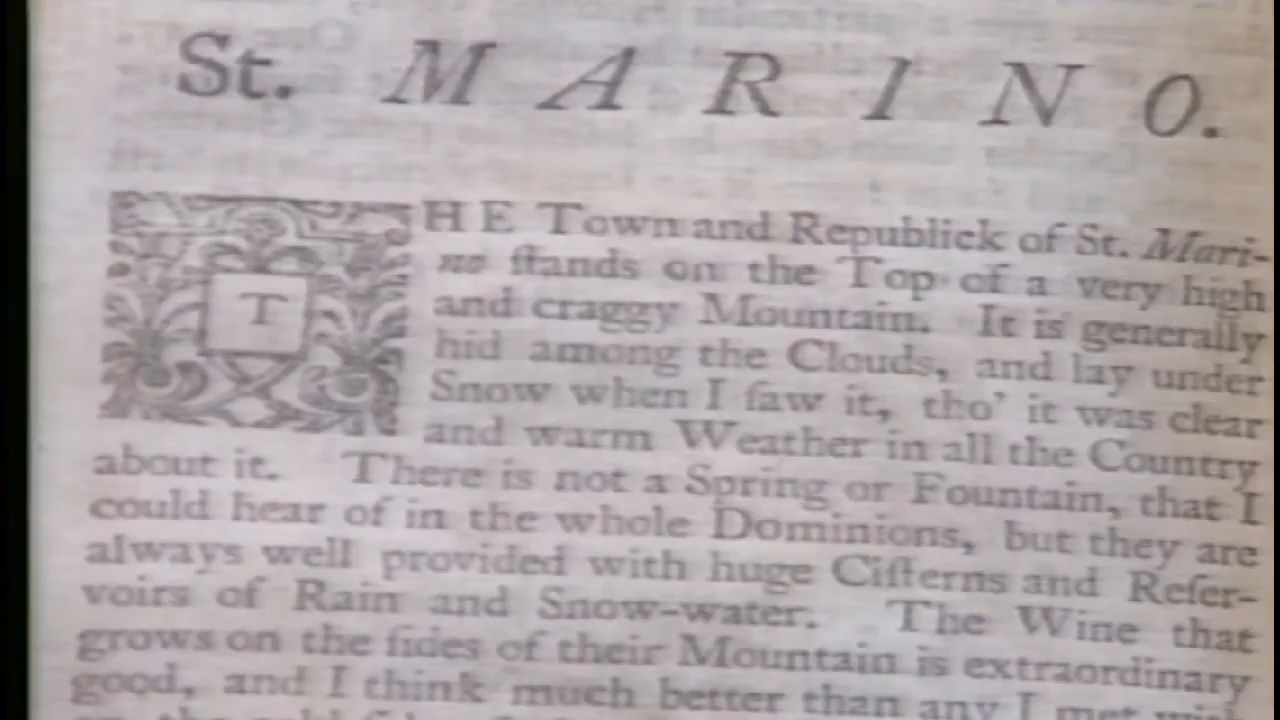 St. MARINO.
THE Town and Republick of St. Mari-
no ſtands on the Top of a very high
and craggy Mountain. It is generally
hid among the Clouds, and lay under
Snow when I ſaw it, tho' it was clear
and warm Weather in all the Country
about it. There is not a Spring or Fountain, that I
could hear of in the whole Dominions, but they are
always well provided with huge Ciſterns and Reſer-
voirs of Rain and Snow-water. The Wine that
grows on the ſides of their Mountain is extraordinary
good, and I think much better than any I met with